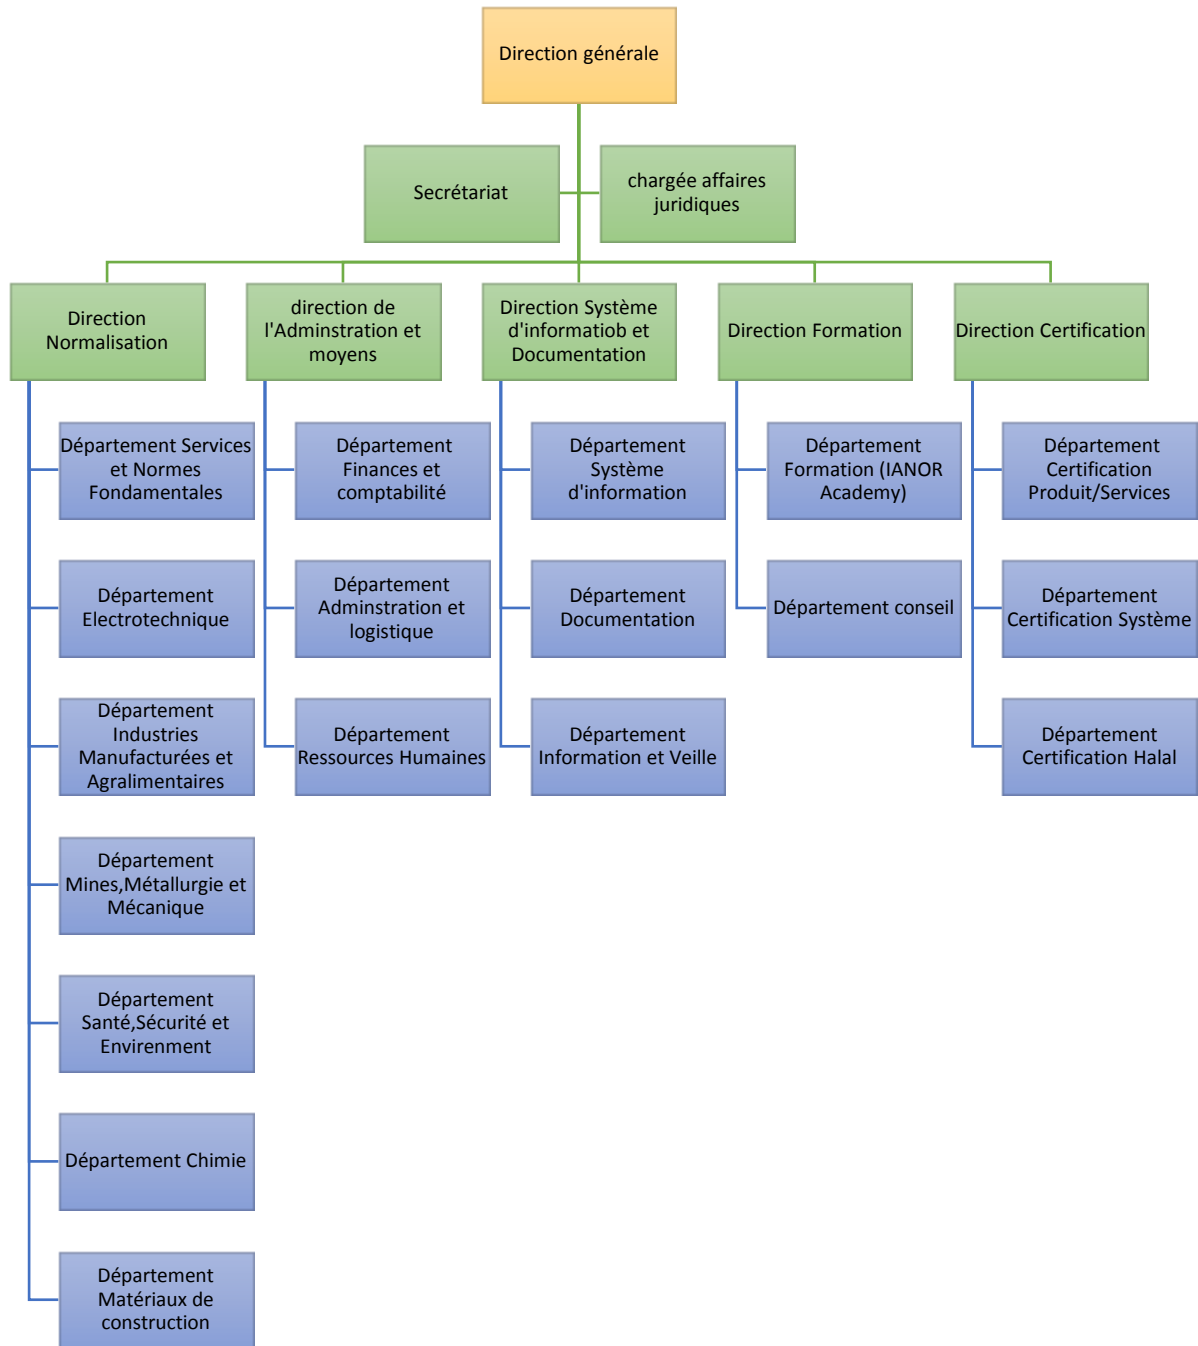 Direction générale
Secrétariat
chargée affaires
juridiques
Direction
Normalisation
direction de
l'Adminstration et
moyens
Direction Système
d'informatiob et
Documentation
Direction Formation
Direction Certification
Département Services
et Normes
Fondamentales
Département
Finances et
comptabilité
Département
Système
d'information
Département
Formation (IANOR
Academy)
Département
Certification
Produit/Services
Département
Electrotechnique
Département
Adminstration et
logistique
Département
Documentation
Département conseil
Département
Certification Système
Département
Industries
Manufacturées et
Agralimentaires
Département
Ressources Humaines
Département
Information et Veille
Département
Certification Halal
Département
Mines,Métallurgie et
Mécanique
Département
Santé,Sécurité et
Envirenment
Département Chimie
Département
Matériaux de
construction